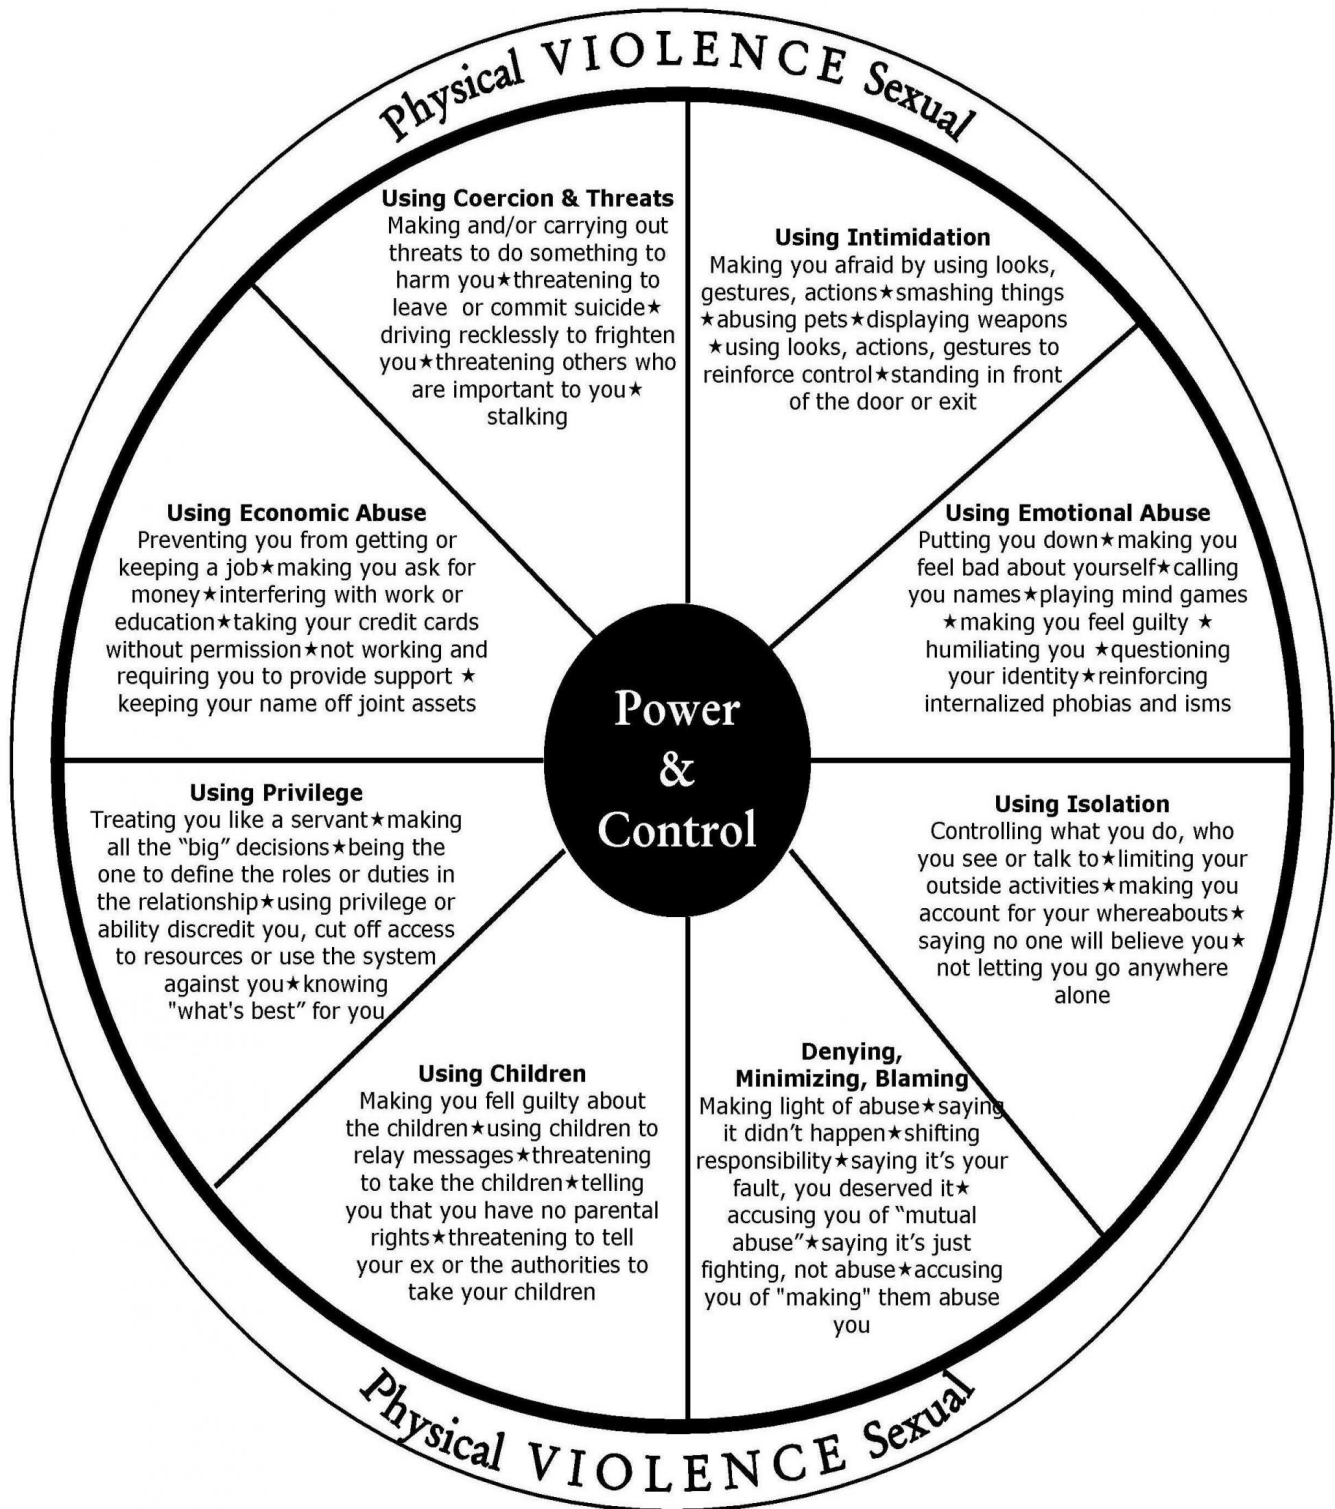 Physical VIOLENCE Sexual
Using Coercion & Threats
Making and/or carrying out
threats to do something to
harm you★threatening to
leave or commit suicide★
driving recklessly to frighten
you★threatening others who
are important to you★
stalking
Using Intimidation
Making you afraid by using looks,
gestures, actions★smashing things
★abusing pets★displaying weapons
★using looks, actions, gestures to
reinforce control★standing in front
of the door or exit
Using Economic Abuse
Preventing you from getting or
keeping a job★making you ask for
money★interfering with work or
education★taking your credit cards
without permission★not working and
requiring you to provide support ★
keeping your name off joint assets
Using Emotional Abuse
Putting you down★making you
feel bad about yourself★calling
you names★playing mind games
★making you feel guilty ★
humiliating you ★questioning
your identity★reinforcing
internalized phobias and isms
Power
&
Control
Using Privilege
Treating you like a servant★making
all the “big” decisions★being the
one to define the roles or duties in
the relationship★using privilege or
ability discredit you, cut off access
to resources or use the system
against you★knowing
"what's best” for you
Using Isolation
Controlling what you do, who
you see or talk to★limiting your
outside activities★making you
account for your whereabouts★
saying no one will believe you★
not letting you go anywhere
alone
Using Children
Making you fell guilty about
the children★using children to
relay messages★threatening
to take the children★telling
you that you have no parental
rights★threatening to tell
your ex or the authorities to
take your children
Denying,
Minimizing, Blaming
Making light of abuse★saying
it didn’t happen★shifting
responsibility★saying it’s your
fault, you deserved it★
accusing you of “mutual
abuse”★saying it’s just
fighting, not abuse★accusing
you of "making" them abuse
you
Physical VIOLENCE Sexual